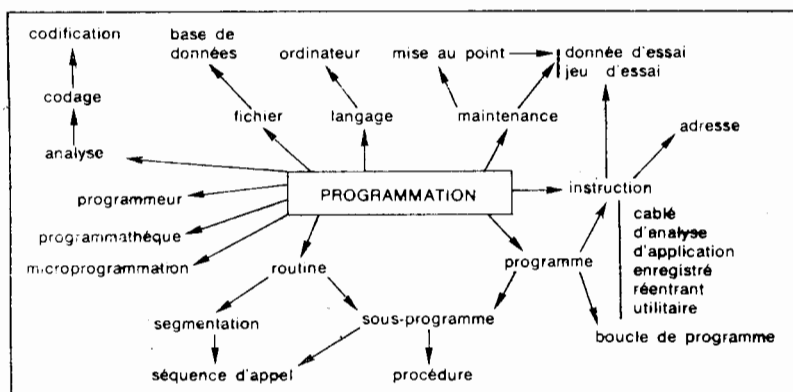 codification
base de
données
ordinateur
mise au point
donnée d'essai
jeu d'essai
codage
fichier
langage
maintenance
adresse
analyse
programmeur
PROGRAMMATION
instruction
programmathéque
cablé
d'analyse
d'application
enregistré
réentrant
utilitaire
microprogrammation
routine
programme
segmentation
sous-programme
boucle de programme
séquence d'appel
procédure